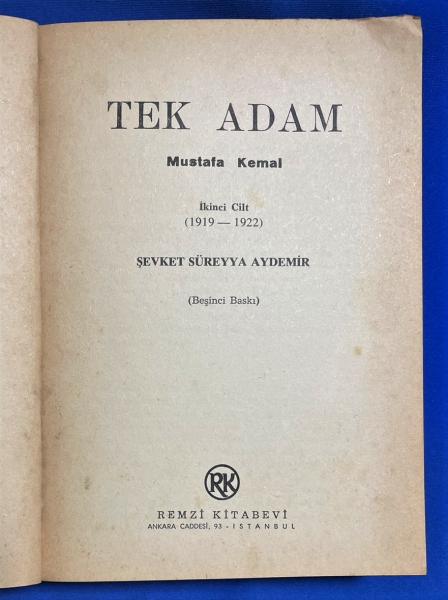 TEK ADAM
Mustafa Kemal
İkinci Cilt
(1919 — 1922)
ŞEVKET SÜREYYA AYDEMİR
(Beşinci Baskı)
RK
REMZİ KİTABEVİ
ANKARA CADDESİ, 93 - ISTANBUL